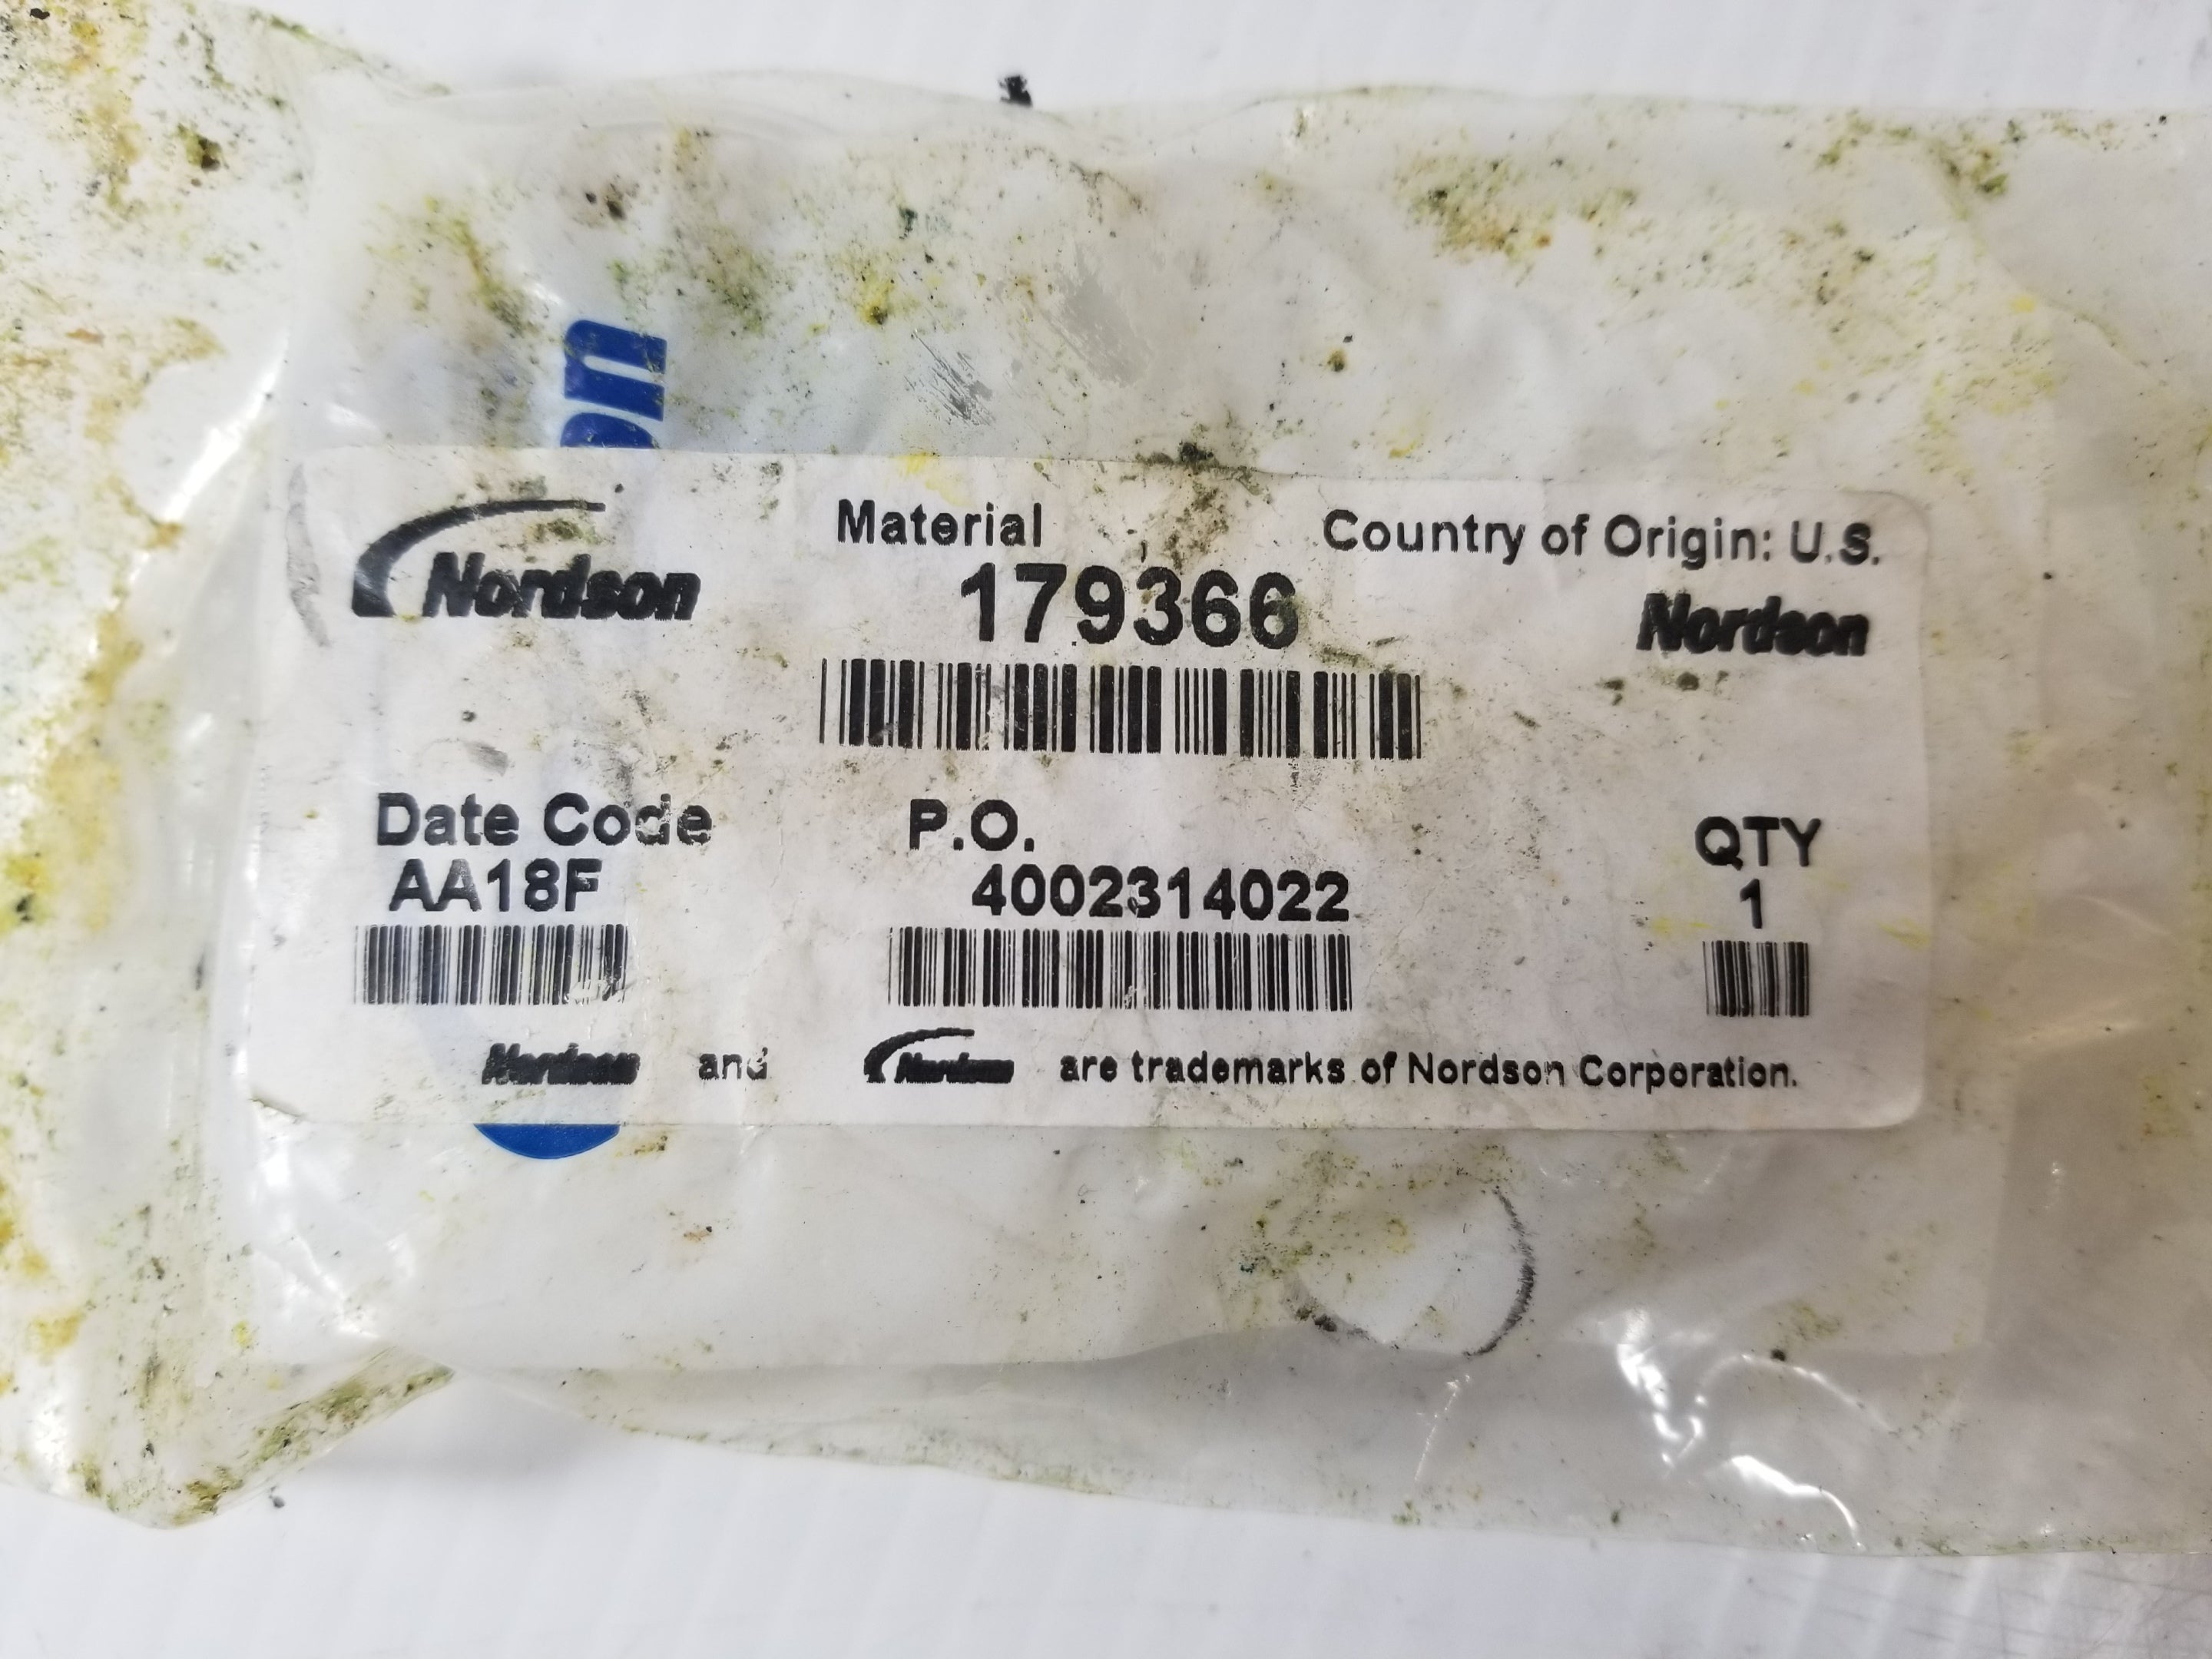 on
Nordson
Material
179366
Country of Origin: U.S.
Nordson
Date Code
AA18F
P.O.
4002314022
QTY
1
Nordson and Nordson are trademarks of Nordson Corporation.